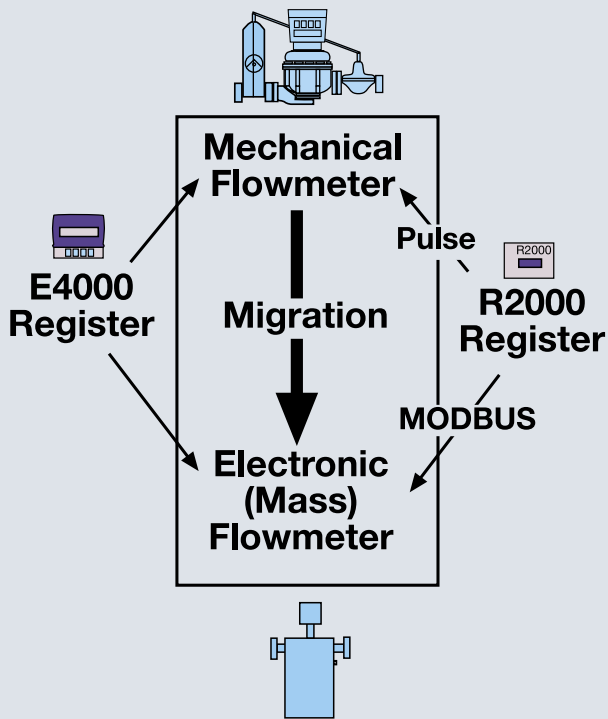 Mechanical
Flowmeter
Pulse
R2000
E4000
Register
Migration
R2000
Register
MODBUS
Electronic
(Mass)
Flowmeter